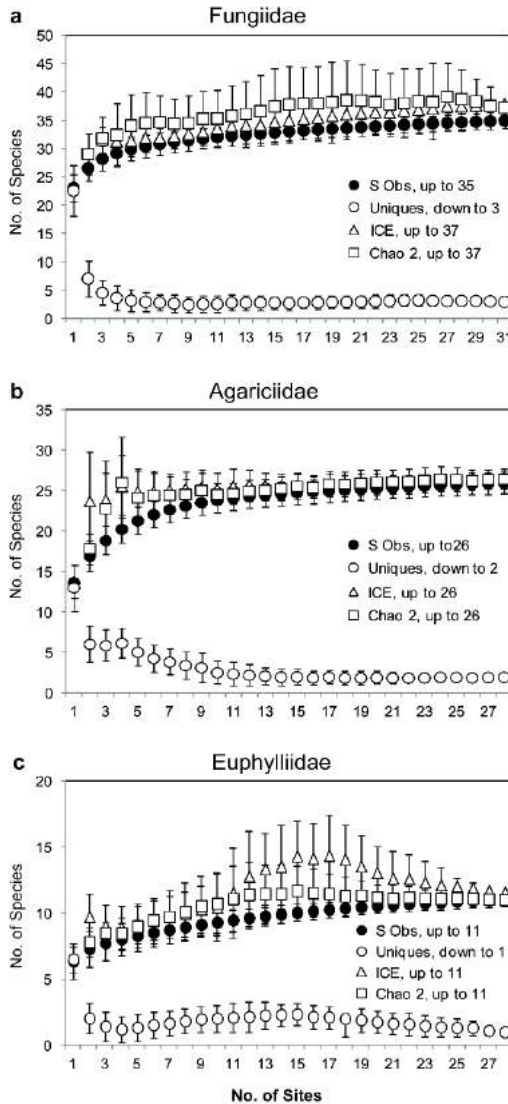 a
Fungiidae
No. of Species
50
45
40
35
30
25
20
15
10
5
0
S Obs, up to 35
Uniques, down to 3
ICE, up to 37
Chao 2, up to 37
1 3 5 7 9 11 13 15 17 19 21 23 25 27 29 31
b
Agariciidae
No. of Species
35
30
25
20
15
10
5
0
S Obs, up to26
Uniques, down to 2
ICE, up to 26
Chao 2, up to 26
1 3 5 7 9 11 13 15 17 19 21 23 25 27
c
Euphylliidae
No. of Species
20
15
10
5
0
S Obs, up to 11
Uniques, down to 1
ICE, up to 11
Chao 2, up to 11
1 3 5 7 9 11 13 15 17 19 21 23 25 27
No. of Sites